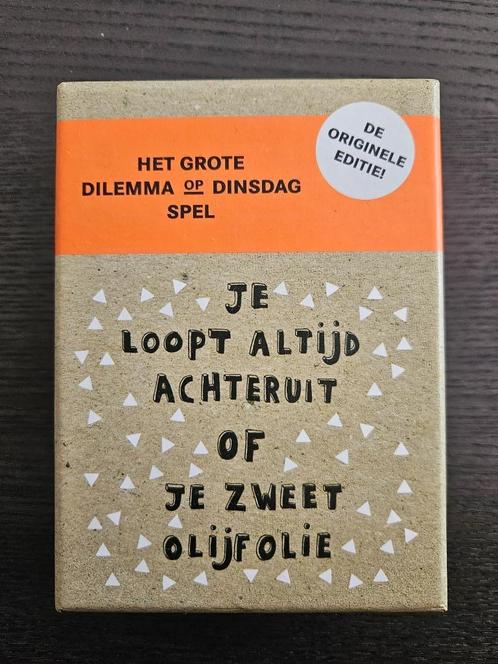 DE
ORIGINELE
EDITIE!
HET GROTE
DILEMMA OP DINSDAG
SPEL
JE
LOOPT ALTIJD
ACHTERUIT
OF
JE ZWEET
OLIJFOLIE